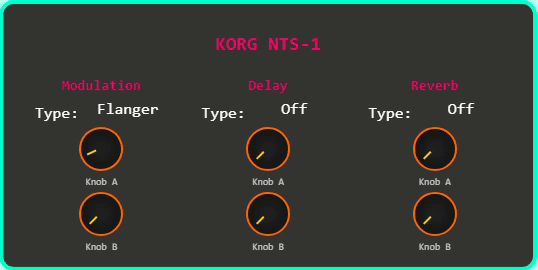 KORG NTS-1
Modulation Delay Reverb
Type: Flanger Type: Off Type: Off
Knob A Knob A Knob A
Knob B Knob B Knob B